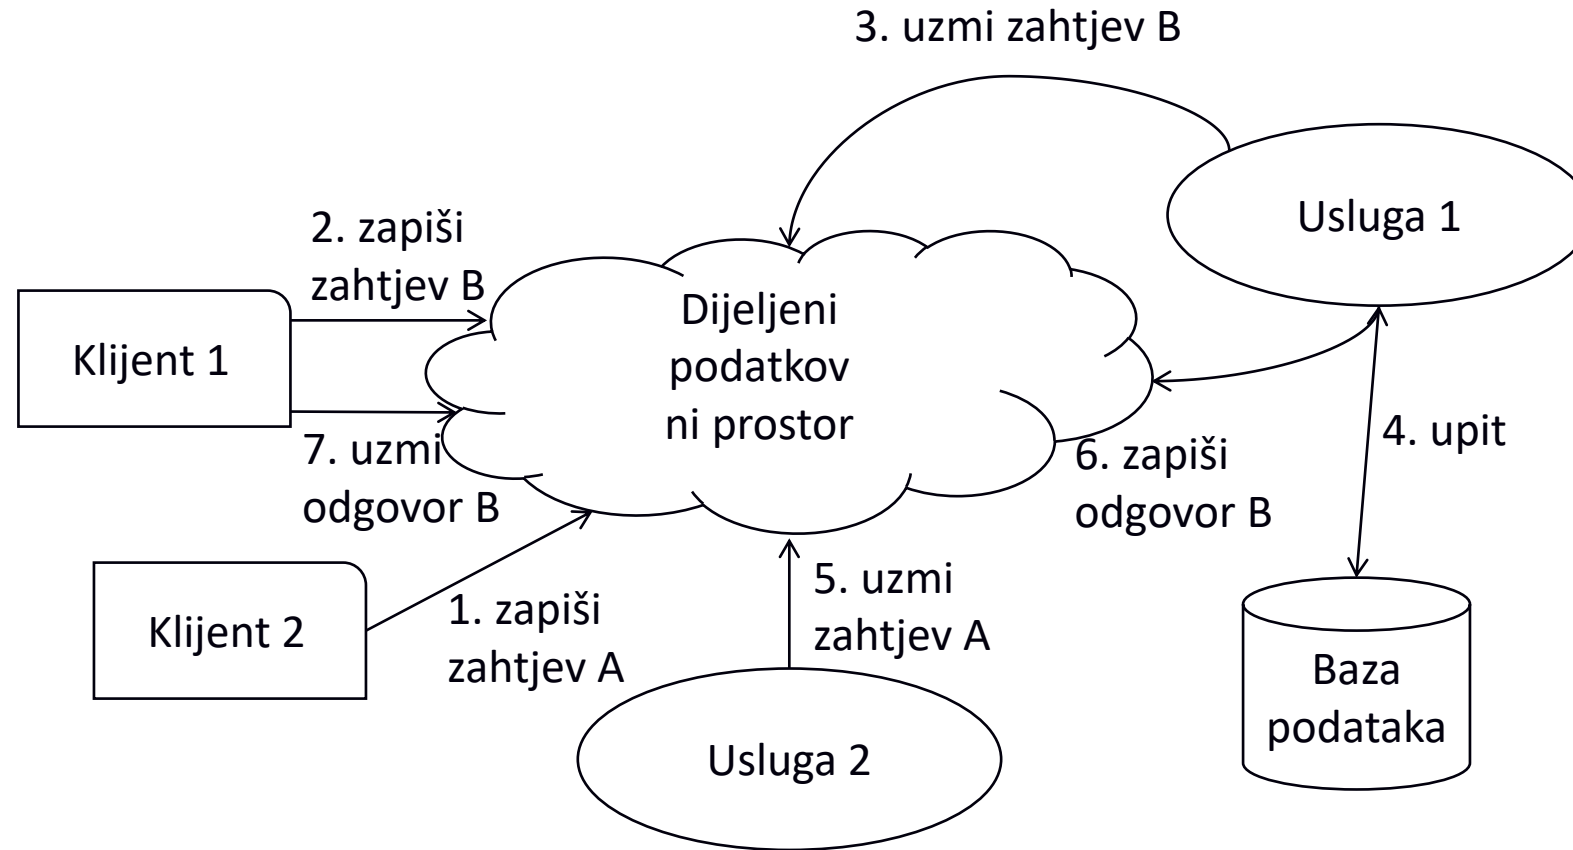 3. uzmi zahtjev B
Usluga 1
2. zapiši
zahtjev B
Dijeljeni
podatkov
ni prostor
Klijent 1
4. upit
7. uzmi
odgovor B
6. zapiši
odgovor B
5. uzmi
zahtjev A
1. zapiši
zahtjev A
Klijent 2
Baza
podataka
Usluga 2